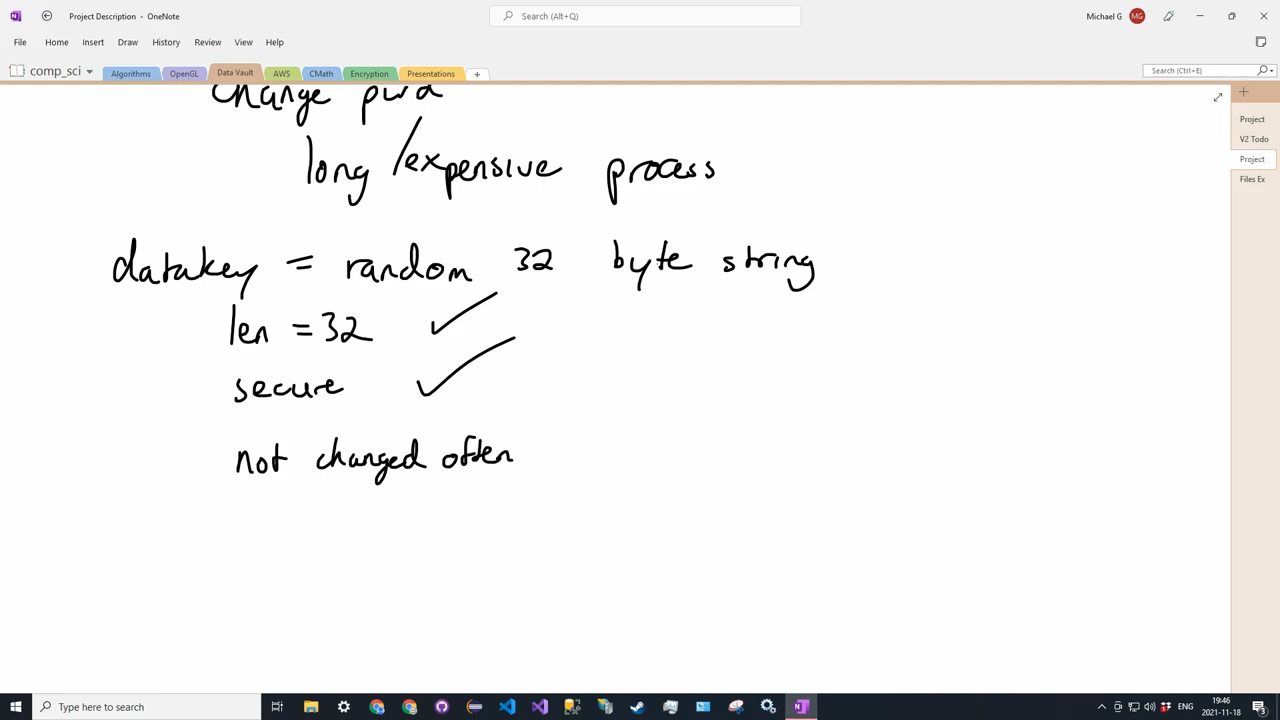 Project Description - OneNote
Search (Alt+Q)
Michael G
MG
File Home Insert Draw History Review View Help
comp_sci
Algorithms OpenGL Data Vault AWS CMath Encryption Presentations
Search (Ctrl+E)
change pwd
long/expensive process
datakey = random 32 byte string
len = 32
secure
not changed often
Project
V2 Todo
Project
Files Ex
Type here to search
ENG
19:46
2021-11-18